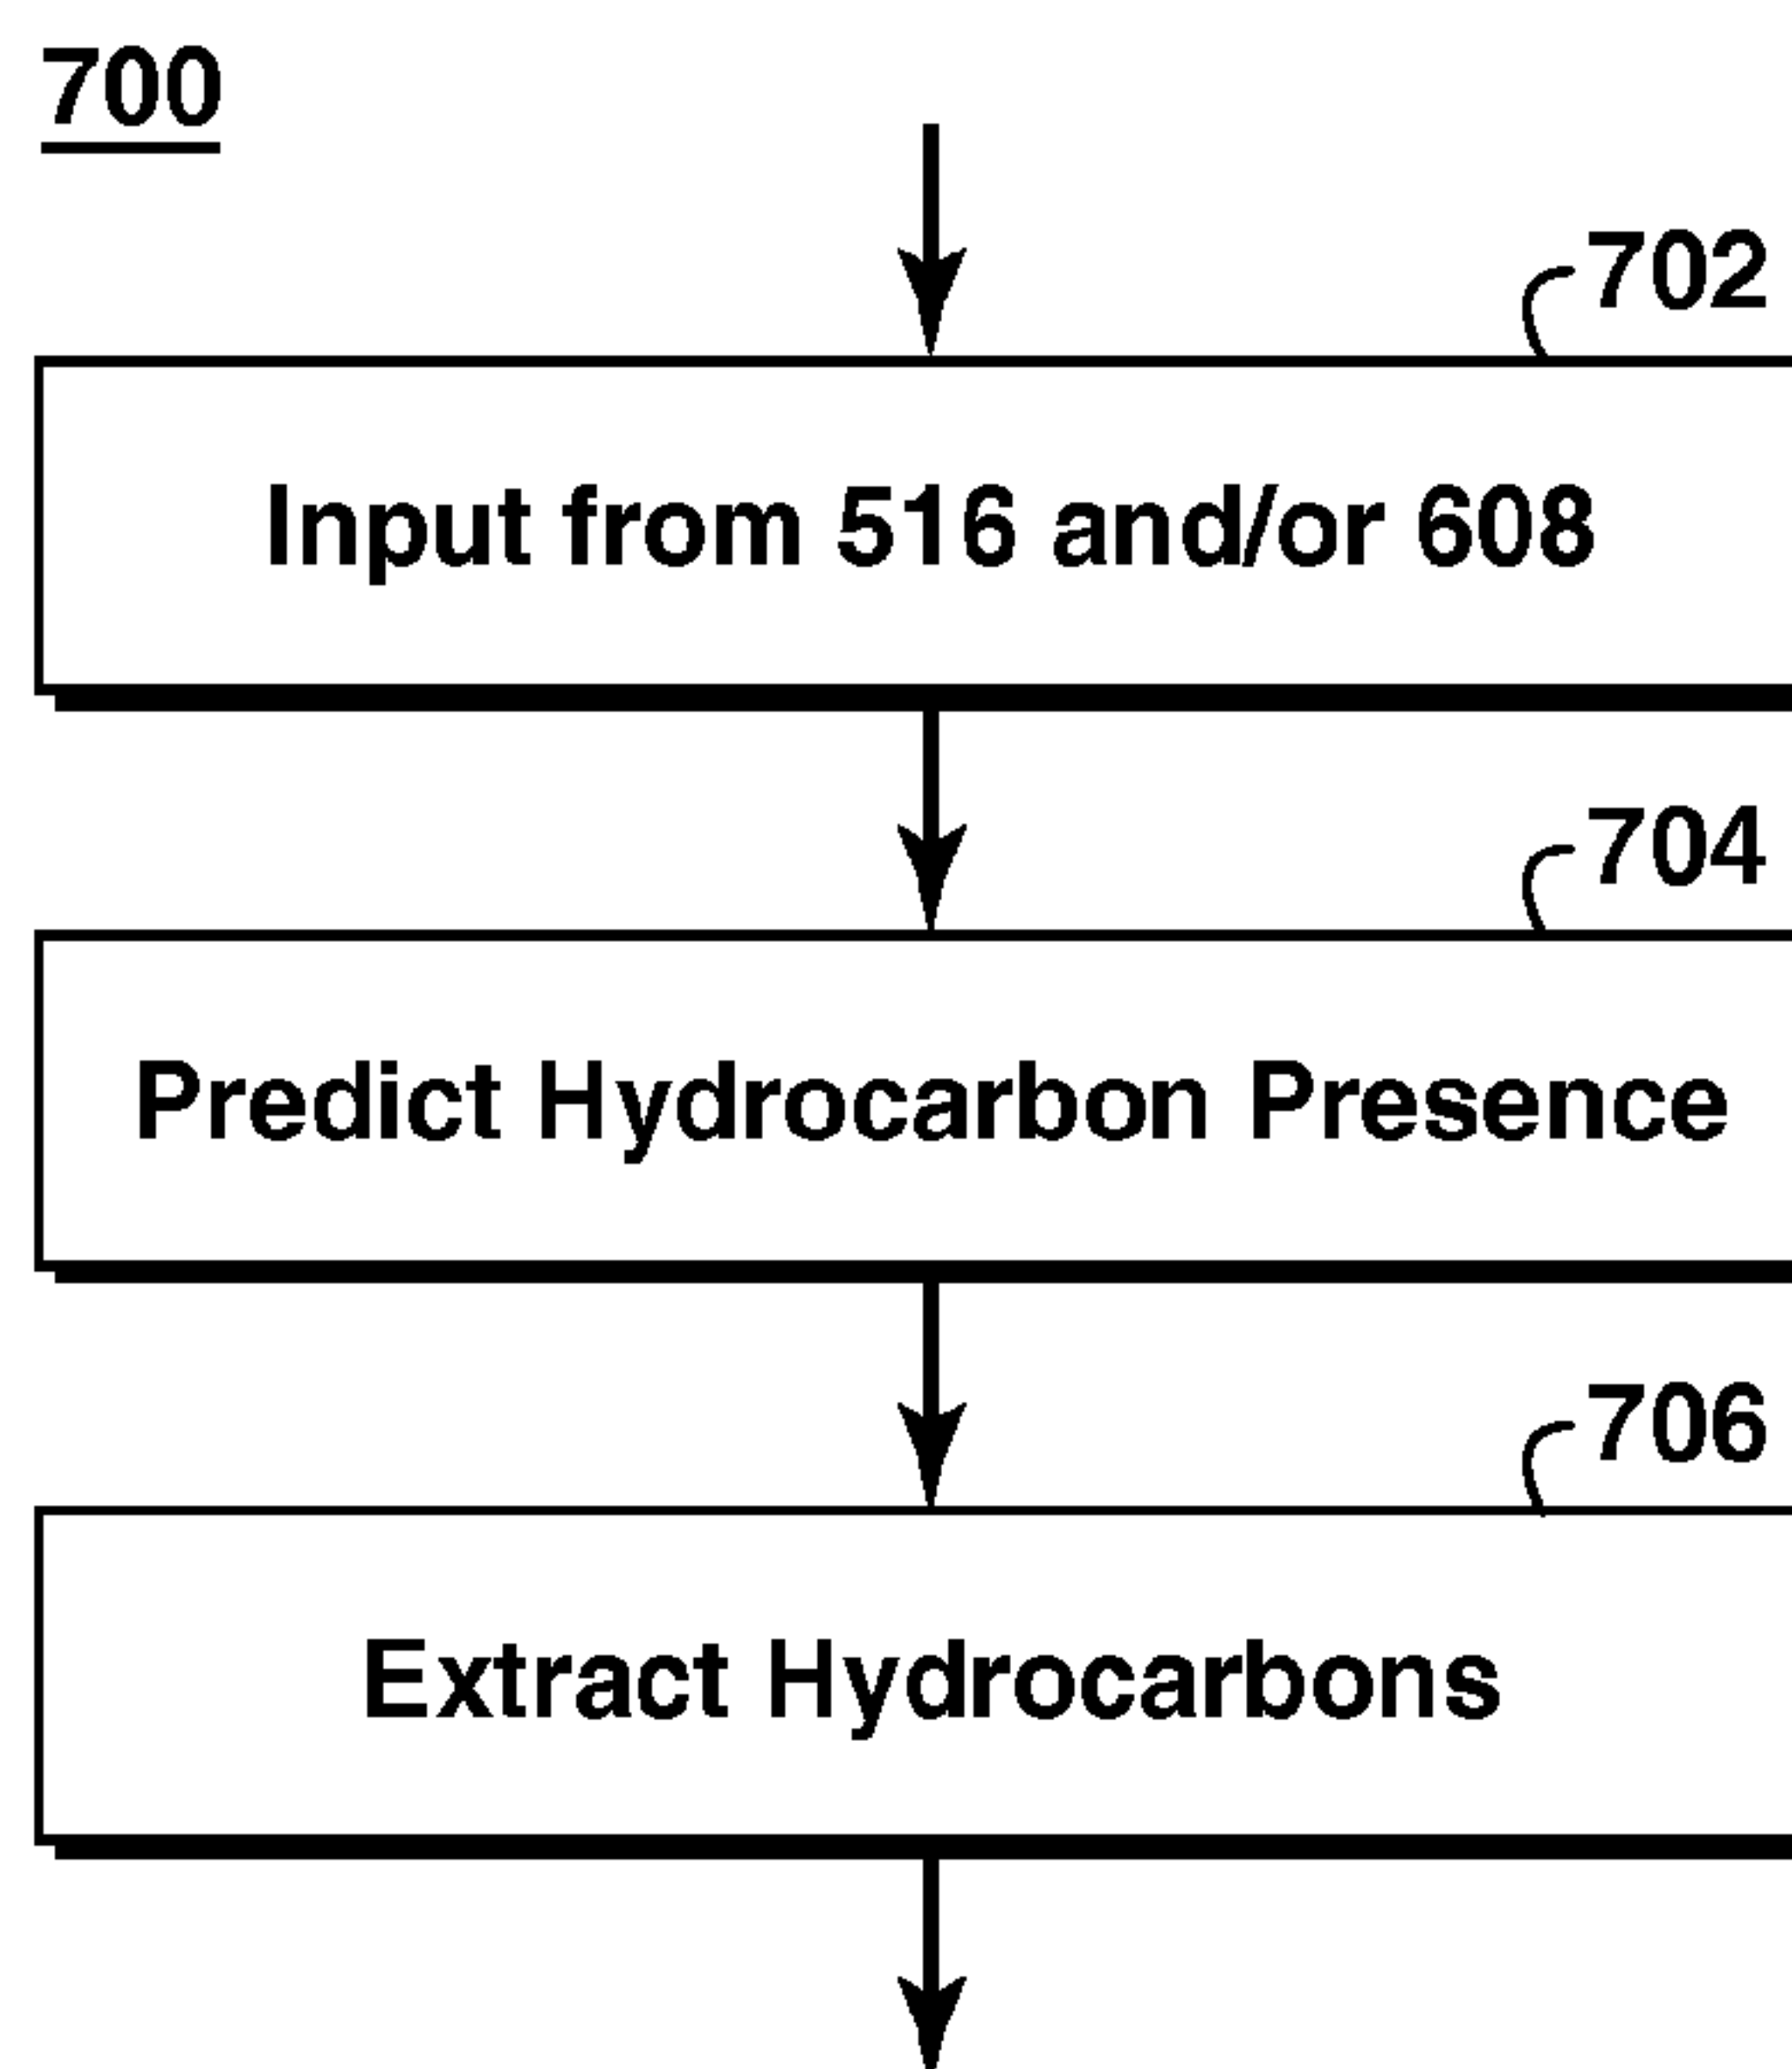 700
702
Input from 516 and/or 608
704
Predict Hydrocarbon Presence
706
Extract Hydrocarbons